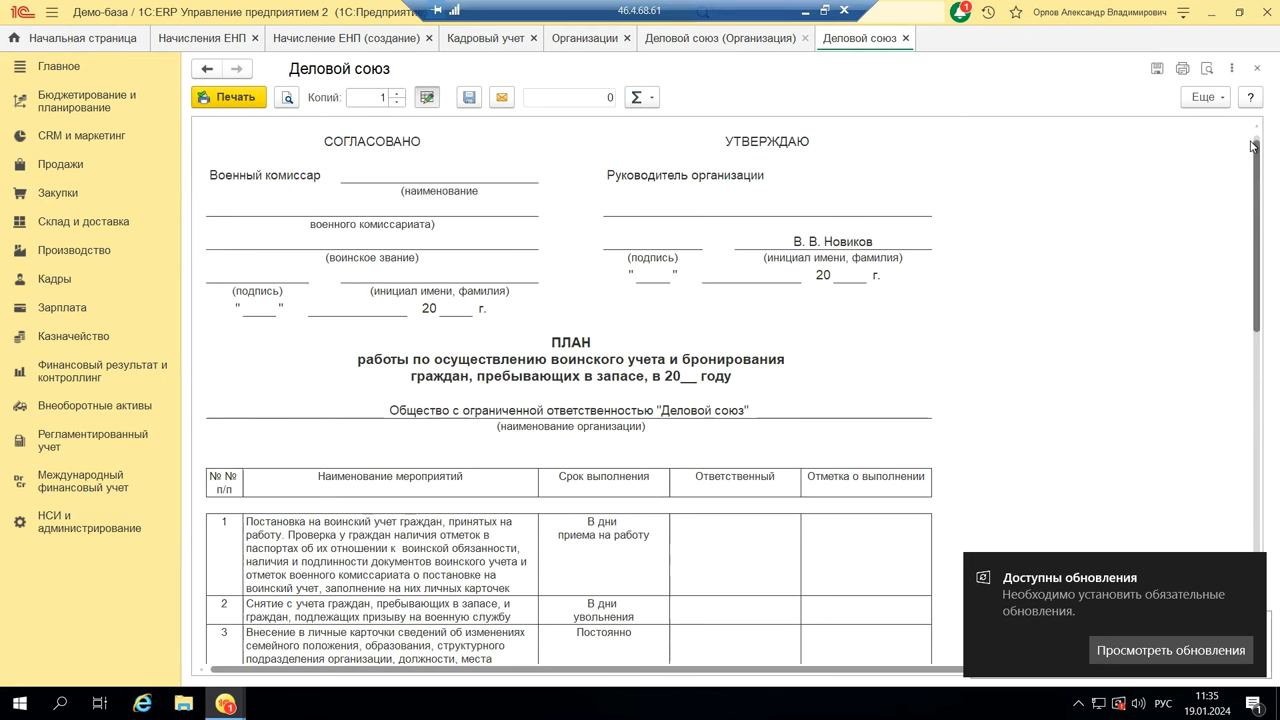 Демо-база / 1С:ERP Управление предприятием 2 (1С:Предприятие
46.4.68.61
1
Орлов Александр Владимирович
Начальная страница
Начисления ЕНП
Начисление ЕНП (создание)
Кадровый учет
Организации
Деловой союз (Организация)
Деловой союз
Главное
Бюджетирование и
планирование
CRM и маркетинг
Продажи
Закупки
Склад и доставка
Производство
Кадры
Зарплата
Казначейство
Финансовый результат и
контроллинг
Внеоборотные активы
Регламентированный
учет
Международный
финансовый учет
НСИ и
администрирование
Деловой союз
Печать
Копий:
1
0
Σ
Еще
?
СОГЛАСОВАНО
УТВЕРЖДАЮ
Военный комиссар
Руководитель организации
(наименование
военного комиссариата)
В. В. Новиков
(воинское звание)
(подпись)
(инициал имени, фамилия)
" _____ " 20 _____ г.
(подпись)
(инициал имени, фамилия)
" _____ " 20 _____ г.
ПЛАН
работы по осуществлению воинского учета и бронирования
граждан, пребывающих в запасе, в 20__ году
Общество с ограниченной ответственностью "Деловой союз"
(наименование организации)
№ №
п/п
Наименование мероприятий
Срок выполнения
Ответственный
Отметка о выполнении
1
Постановка на воинский учет граждан, принятых на
работу. Проверка у граждан наличия отметок в
паспортах об их отношении к воинской обязанности,
наличия и подлинности документов воинского учета и
отметок военного комиссариата о постановке на
воинский учет, заполнение на них личных карточек
В дни
приема на работу
2
Снятие с учета граждан, пребывающих в запасе, и
граждан, подлежащих призыву на военную службу
В дни
увольнения
3
Внесение в личные карточки сведений об изменениях
семейного положения, образования, структурного
подразделения организации, должности, места
Постоянно
Доступны обновления
Необходимо установить обязательные
обновления.
Просмотреть обновления
РУС
11:35
19.01.2024
1